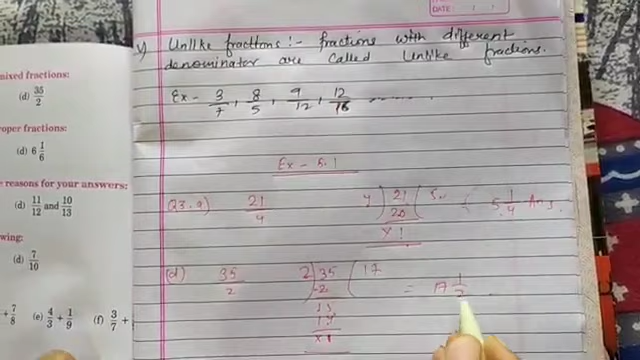 DATE
mixed fractions:
(d) 35/2
roper fractions:
(d) 6 1/6
e reasons for your answers:
(d) 11/12 and 10/13
wing:
(d) 7/10
+ 7/8 (e) 4/3 + 1/9 (f) 3/7 +
v) Unlike fractions :- fractions with different
denominator are called Unlike fractions.
Ex - 3/7, 8/5, 9/12, 12/18 ........
Ex - 5.1
Q3. a) 21/4 4) 21 ( 5. ( 5 1/4 Ans.
20
x 1
(d) 35/2 2) 35 ( 17 = 17 1/2
-2
15
14
x1